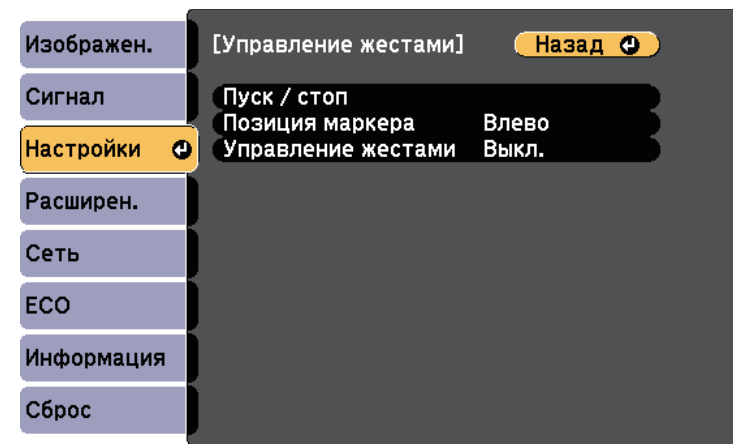 Изображен.
Сигнал
Настройки
Расширен.
Сеть
ECO
Информация
Сброс
[Управление жестами] Назад
Пуск / стоп
Позиция маркера Влево
Управление жестами Выкл.